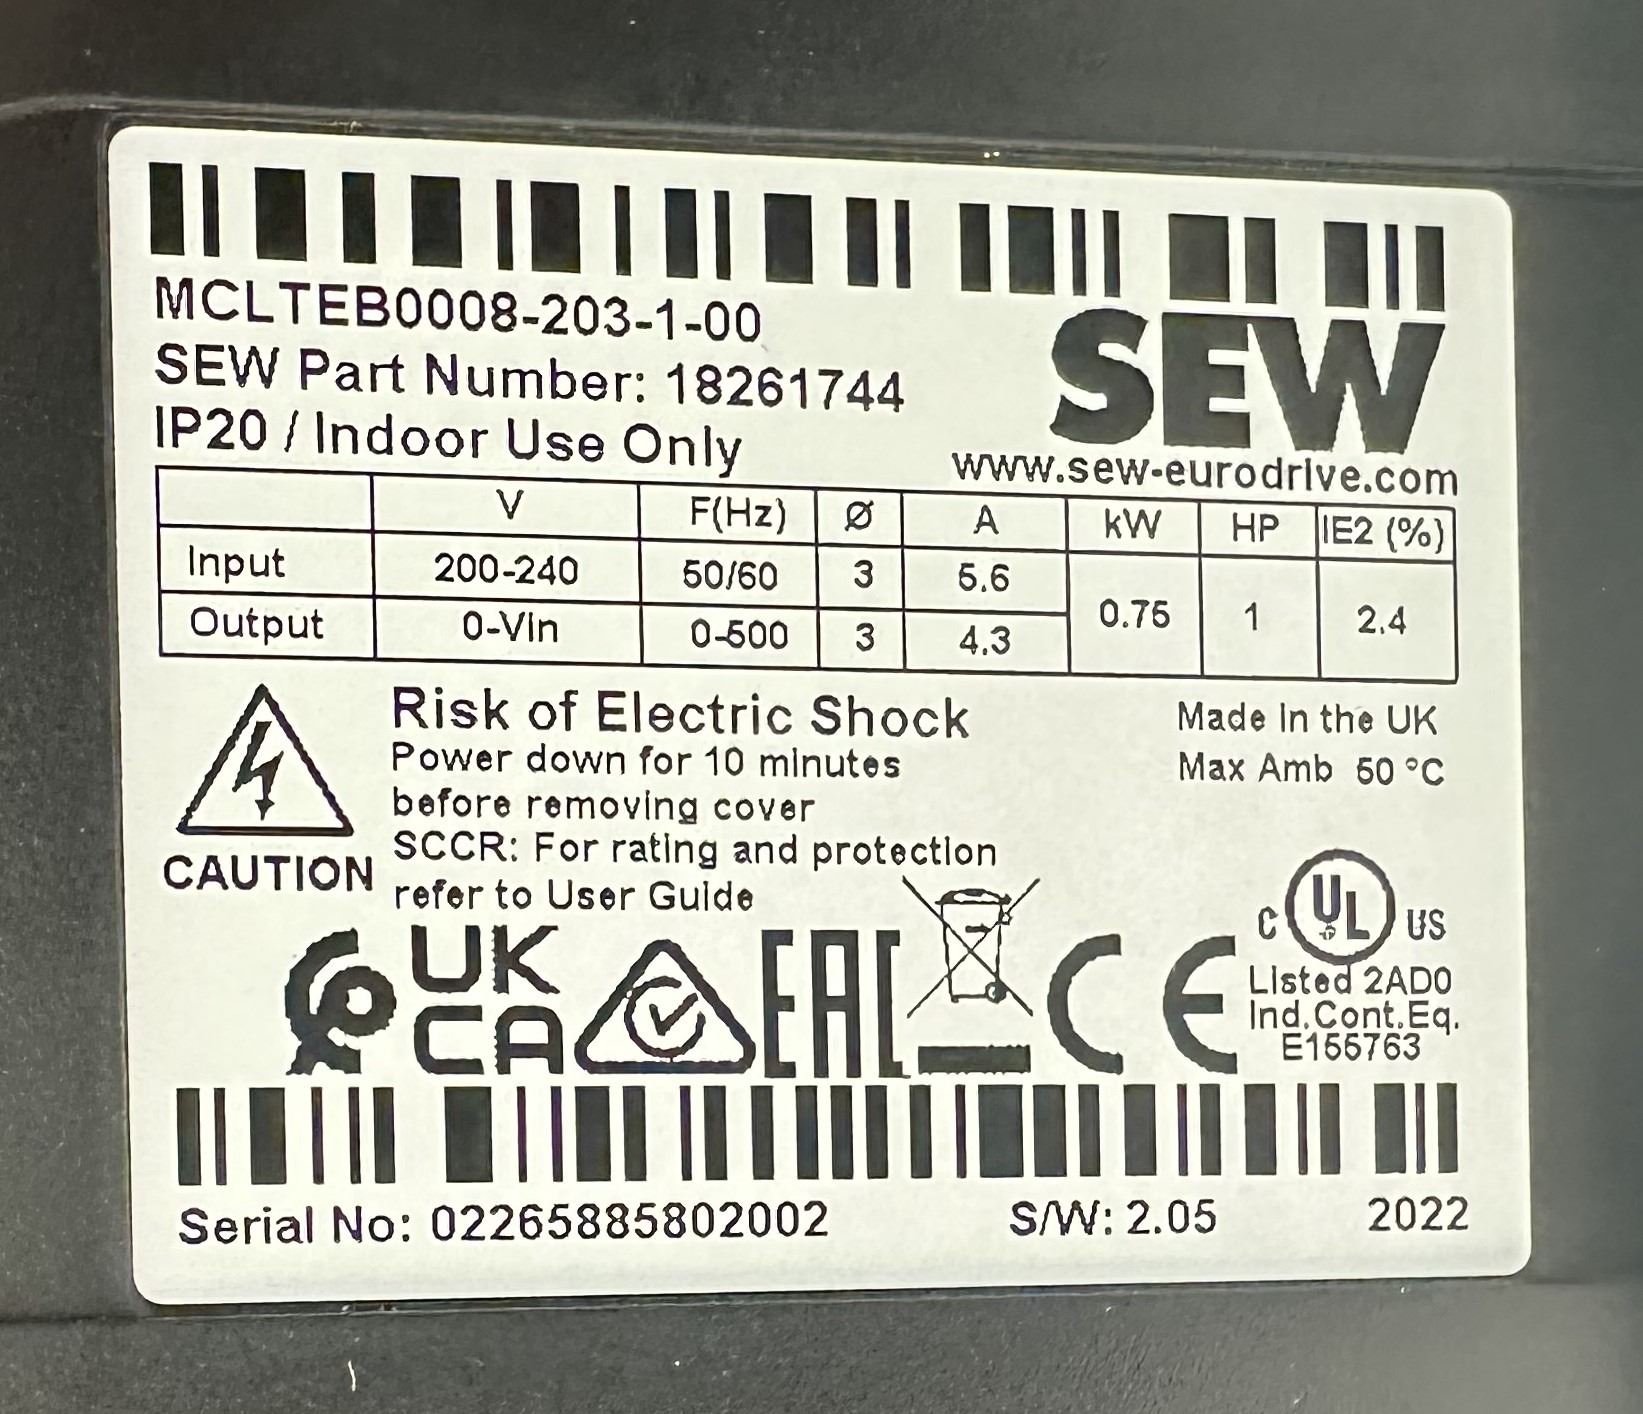 MCLTEB0008-203-1-00
SEW Part Number: 18261744
IP20 / Indoor Use Only
SEW
www.sew-eurodrive.com
V F(Hz) Ø A kW HP IE2 (%)
Input 200-240 50/60 3 5.6 0.75 1 2.4
Output 0-Vin 0-500 3 4.3
Risk of Electric Shock
Power down for 10 minutes
before removing cover
SCCR: For rating and protection
refer to User Guide
CAUTION
Made in the UK
Max Amb 50 °C
UK
CA
EAC
CE
C UL US
Listed 2AD0
Ind.Cont.Eq.
E155763
Serial No: 02265885802002 S/W: 2.05 2022